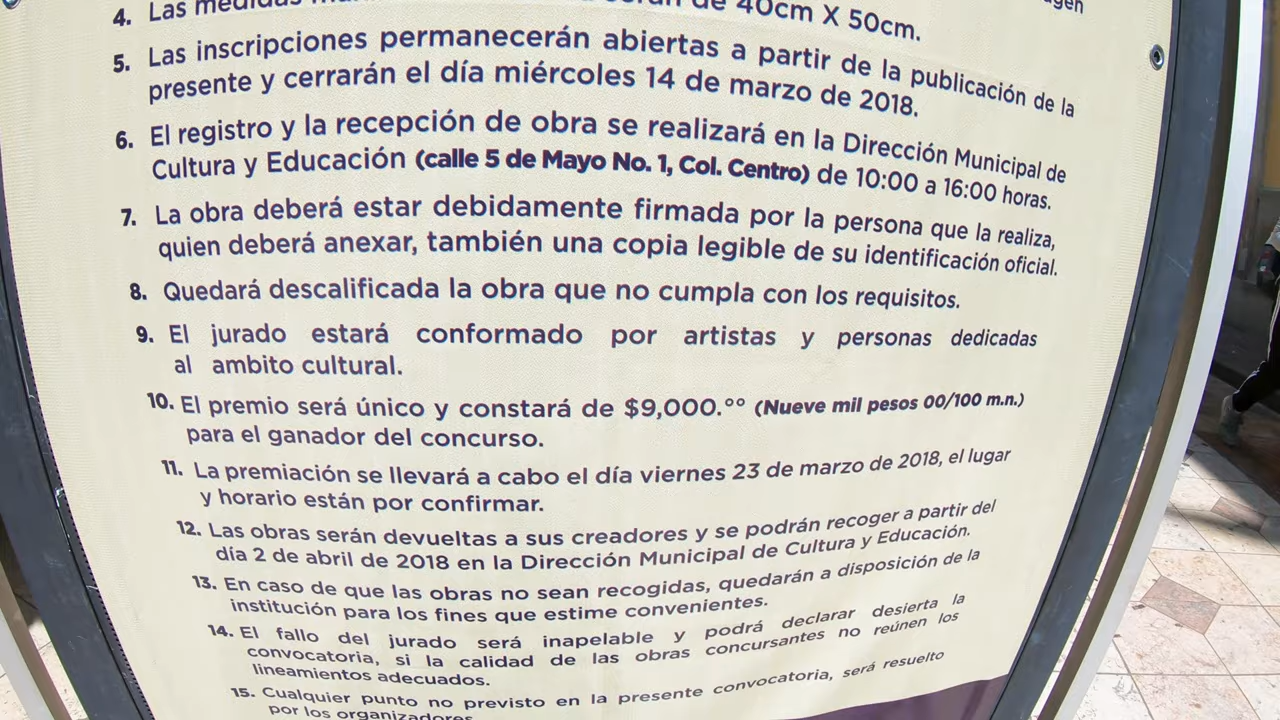 4. Las medidas de 40cm X 50cm.
5. Las inscripciones permanecerán abiertas a partir de la publicación de la
presente y cerrarán el día miércoles 14 de marzo de 2018.
6. El registro y la recepción de obra se realizará en la Dirección Municipal de
Cultura y Educación (calle 5 de Mayo No. 1, Col. Centro) de 10:00 a 16:00 horas.
7. La obra deberá estar debidamente firmada por la persona que la realiza,
quien deberá anexar, también una copia legible de su identificación oficial.
8. Quedará descalificada la obra que no cumpla con los requisitos.
9. El jurado estará conformado por artistas y personas dedicadas
al ambito cultural.
10. El premio será único y constará de $9,000.°° (Nueve mil pesos 00/100 m.n.)
para el ganador del concurso.
11. La premiación se llevará a cabo el día viernes 23 de marzo de 2018, el lugar
y horario están por confirmar.
12. Las obras serán devueltas a sus creadores y se podrán recoger a partir del
día 2 de abril de 2018 en la Dirección Municipal de Cultura y Educación.
13. En caso de que las obras no sean recogidas, quedarán a disposición de la
institución para los fines que estime convenientes.
14. El fallo del jurado será inapelable y podrá declarar desierta la
convocatoria, si la calidad de las obras concursantes no reúnen los
lineamientos adecuados.
15. Cualquier punto no previsto en la presente convocatoria, será resuelto
por los organizadores